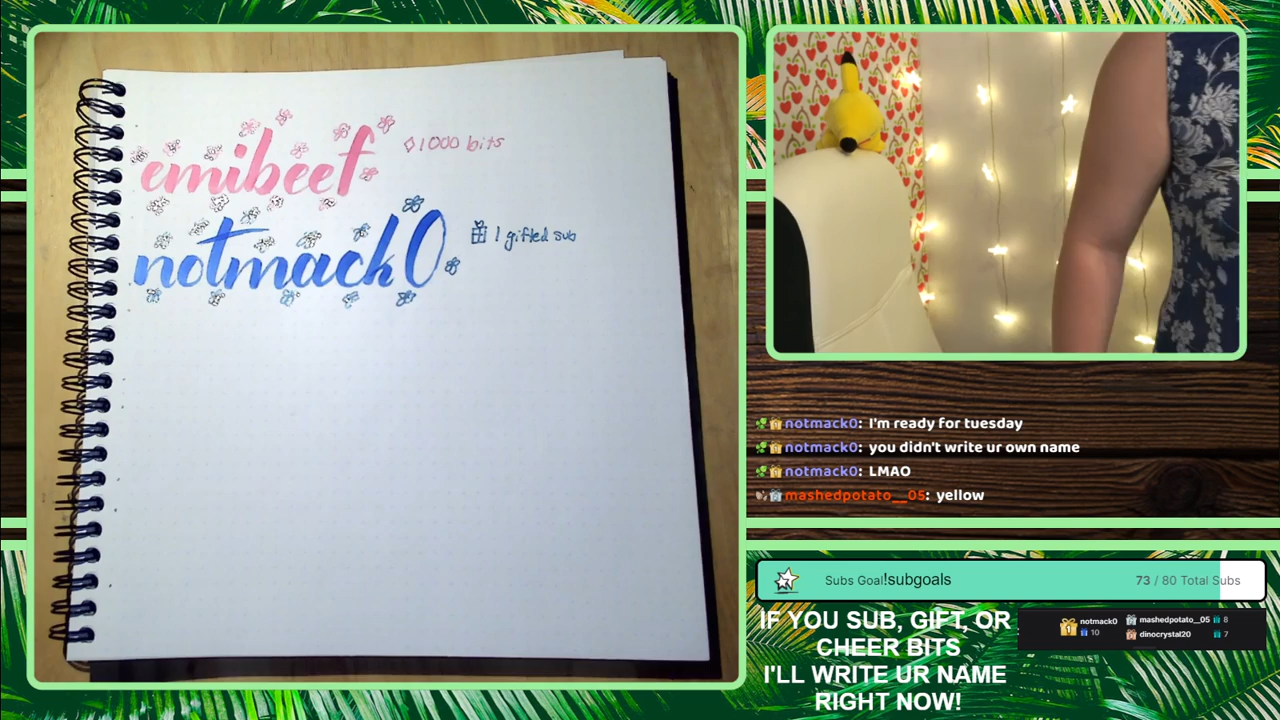 emibeef 1000 bits
notmack0 1 gifted sub
notmack0: I'm ready for tuesday
notmack0: you didn't write ur own name
notmack0: LMAO
mashedpotato__05: yellow
Subs Goal!subgoals 73 / 80 Total Subs
IF YOU SUB, GIFT, OR
CHEER BITS
I'LL WRITE UR NAME
RIGHT NOW!
notmack0 10
mashedpotato__05 8
dinocrystal20 7